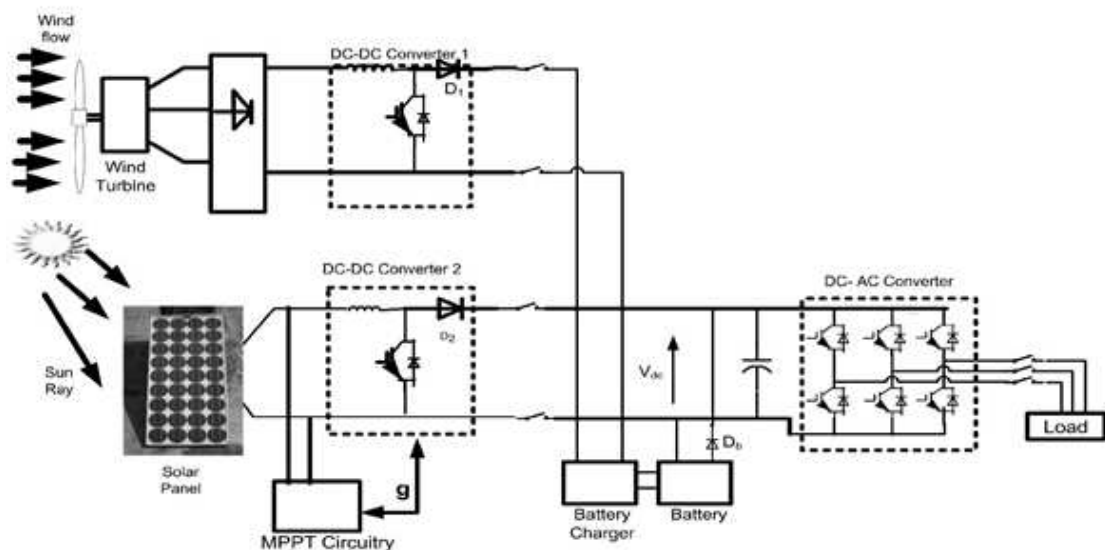 Wind
flow
DC-DC Converter 1
D1
Wind
Turbine
DC-DC Converter 2
D2
Sun
Ray
Solar
Panel
g
MPPT Circuitry
Vdc
Db
Battery
Charger
Battery
DC- AC Converter
Load